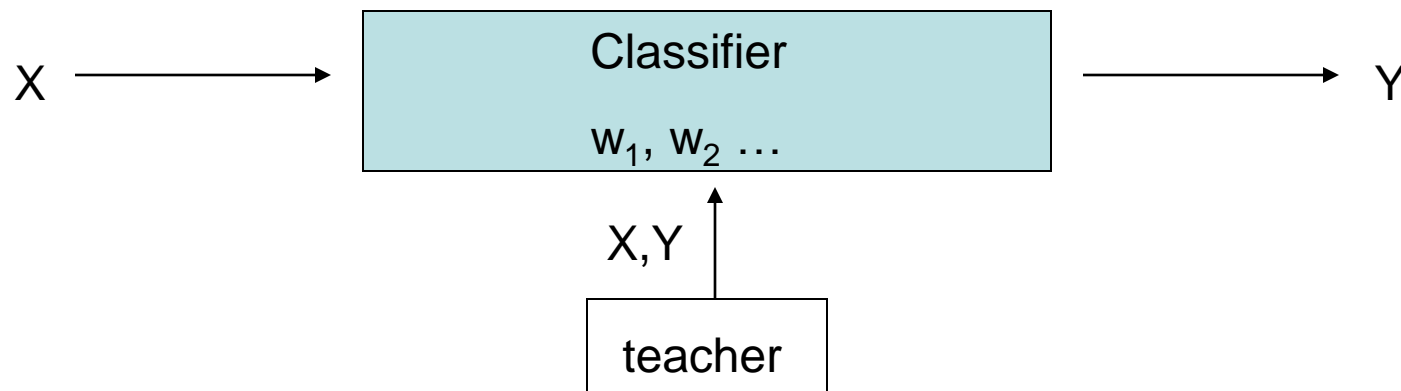 Classifier
X
Y
w₁, w₂ …
X,Y
teacher